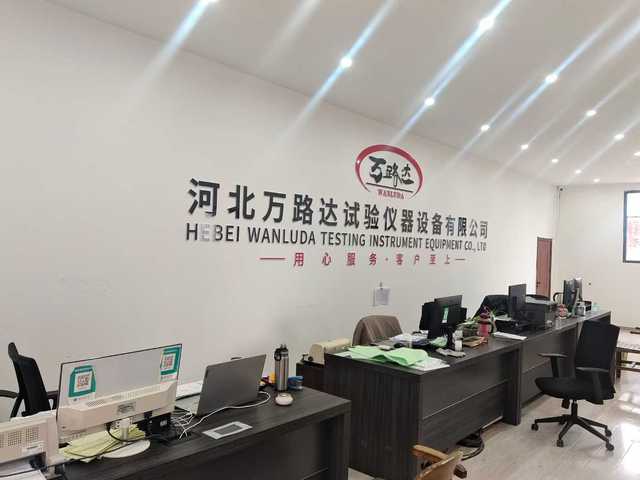 万路达
WANLUDA
河北万路达试验仪器设备有限公司
HEBEI WANLUDA TESTING INSTRUMENT EQUIPMENT CO., LTD
用心服务·客户至上